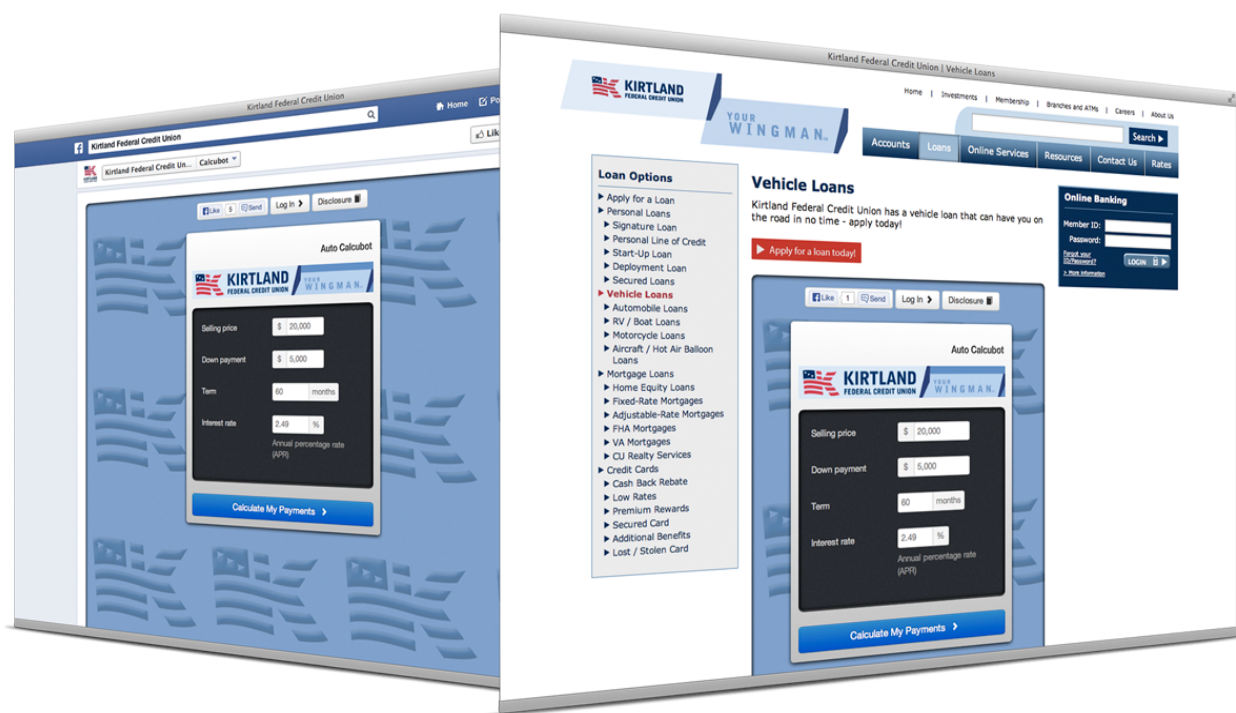 Kirtland Federal Credit Union
Kirtland Federal Credit Union
Home
Po
Lik
KIRTLAND
FEDERAL CREDIT UNION
Kirtland Federal Credit Un...
Calcubot
Like 5 Send
Log In
Disclosure
Auto Calcubot
KIRTLAND
FEDERAL CREDIT UNION
YOUR
WINGMAN.
Selling price $ 20,000
Down payment $ 5,000
Term 60 months
Interest rate 2.49 %
Annual percentage rate
(APR)
Calculate My Payments
Kirtland Federal Credit Union | Vehicle Loans
KIRTLAND
FEDERAL CREDIT UNION
YOUR
WINGMAN™
Home | Investments | Membership | Branches and ATMs | Careers | About Us
Search
Accounts Loans Online Services Resources Contact Us Rates
Loan Options
Apply for a Loan
Personal Loans
Signature Loan
Personal Line of Credit
Start-Up Loan
Deployment Loan
Secured Loans
Vehicle Loans
Automobile Loans
RV / Boat Loans
Motorcycle Loans
Aircraft / Hot Air Balloon
Loans
Mortgage Loans
Home Equity Loans
Fixed-Rate Mortgages
Adjustable-Rate Mortgages
FHA Mortgages
VA Mortgages
CU Realty Services
Credit Cards
Cash Back Rebate
Low Rates
Premium Rewards
Secured Card
Additional Benefits
Lost / Stolen Card
Vehicle Loans
Kirtland Federal Credit Union has a vehicle loan that can have you on
the road in no time - apply today!
Apply for a loan today!
Like 1 Send
Log In
Disclosure
Auto Calcubot
KIRTLAND
FEDERAL CREDIT UNION
YOUR
WINGMAN.
Selling price $ 20,000
Down payment $ 5,000
Term 60 months
Interest rate 2.49 %
Annual percentage rate
(APR)
Calculate My Payments
Online Banking
Member ID:
Password:
Forgot your
ID/Password?
LOGIN
> More information